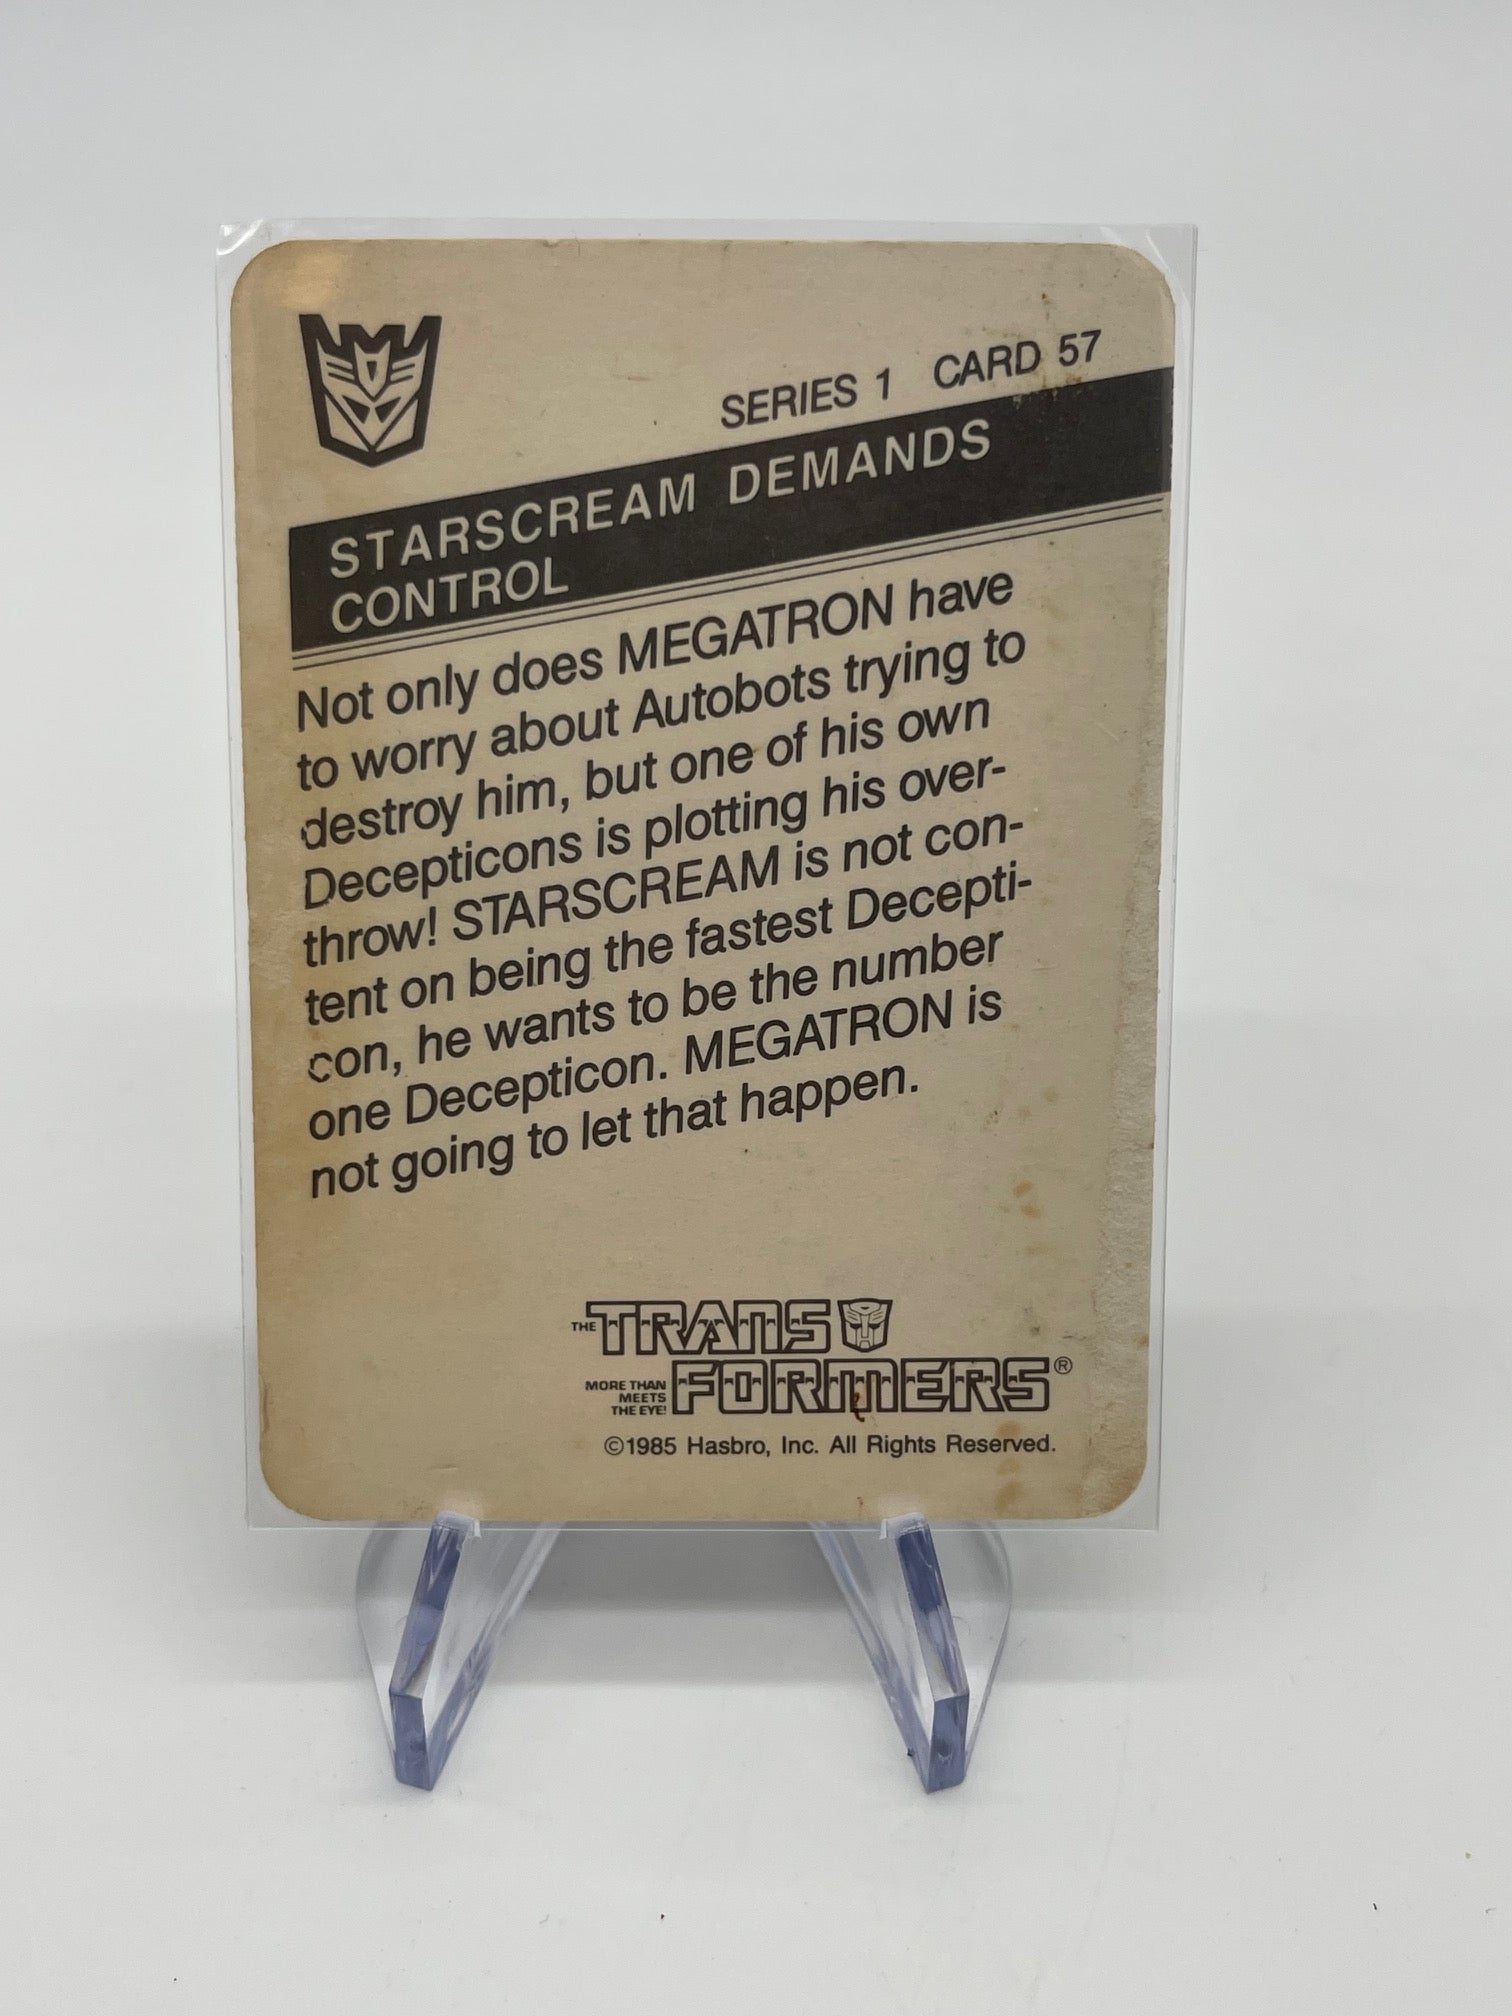 SERIES 1 CARD 57
STARSCREAM DEMANDS
CONTROL
Not only does MEGATRON have
to worry about Autobots trying to
destroy him, but one of his own
Decepticons is plotting his over-
throw! STARSCREAM is not con-
tent on being the fastest Decepti-
con, he wants to be the number
one Decepticon. MEGATRON is
not going to let that happen.
THE TRANS
MORE THAN
MEETS
THE EYE!
FORMERS®
©1985 Hasbro, Inc. All Rights Reserved.